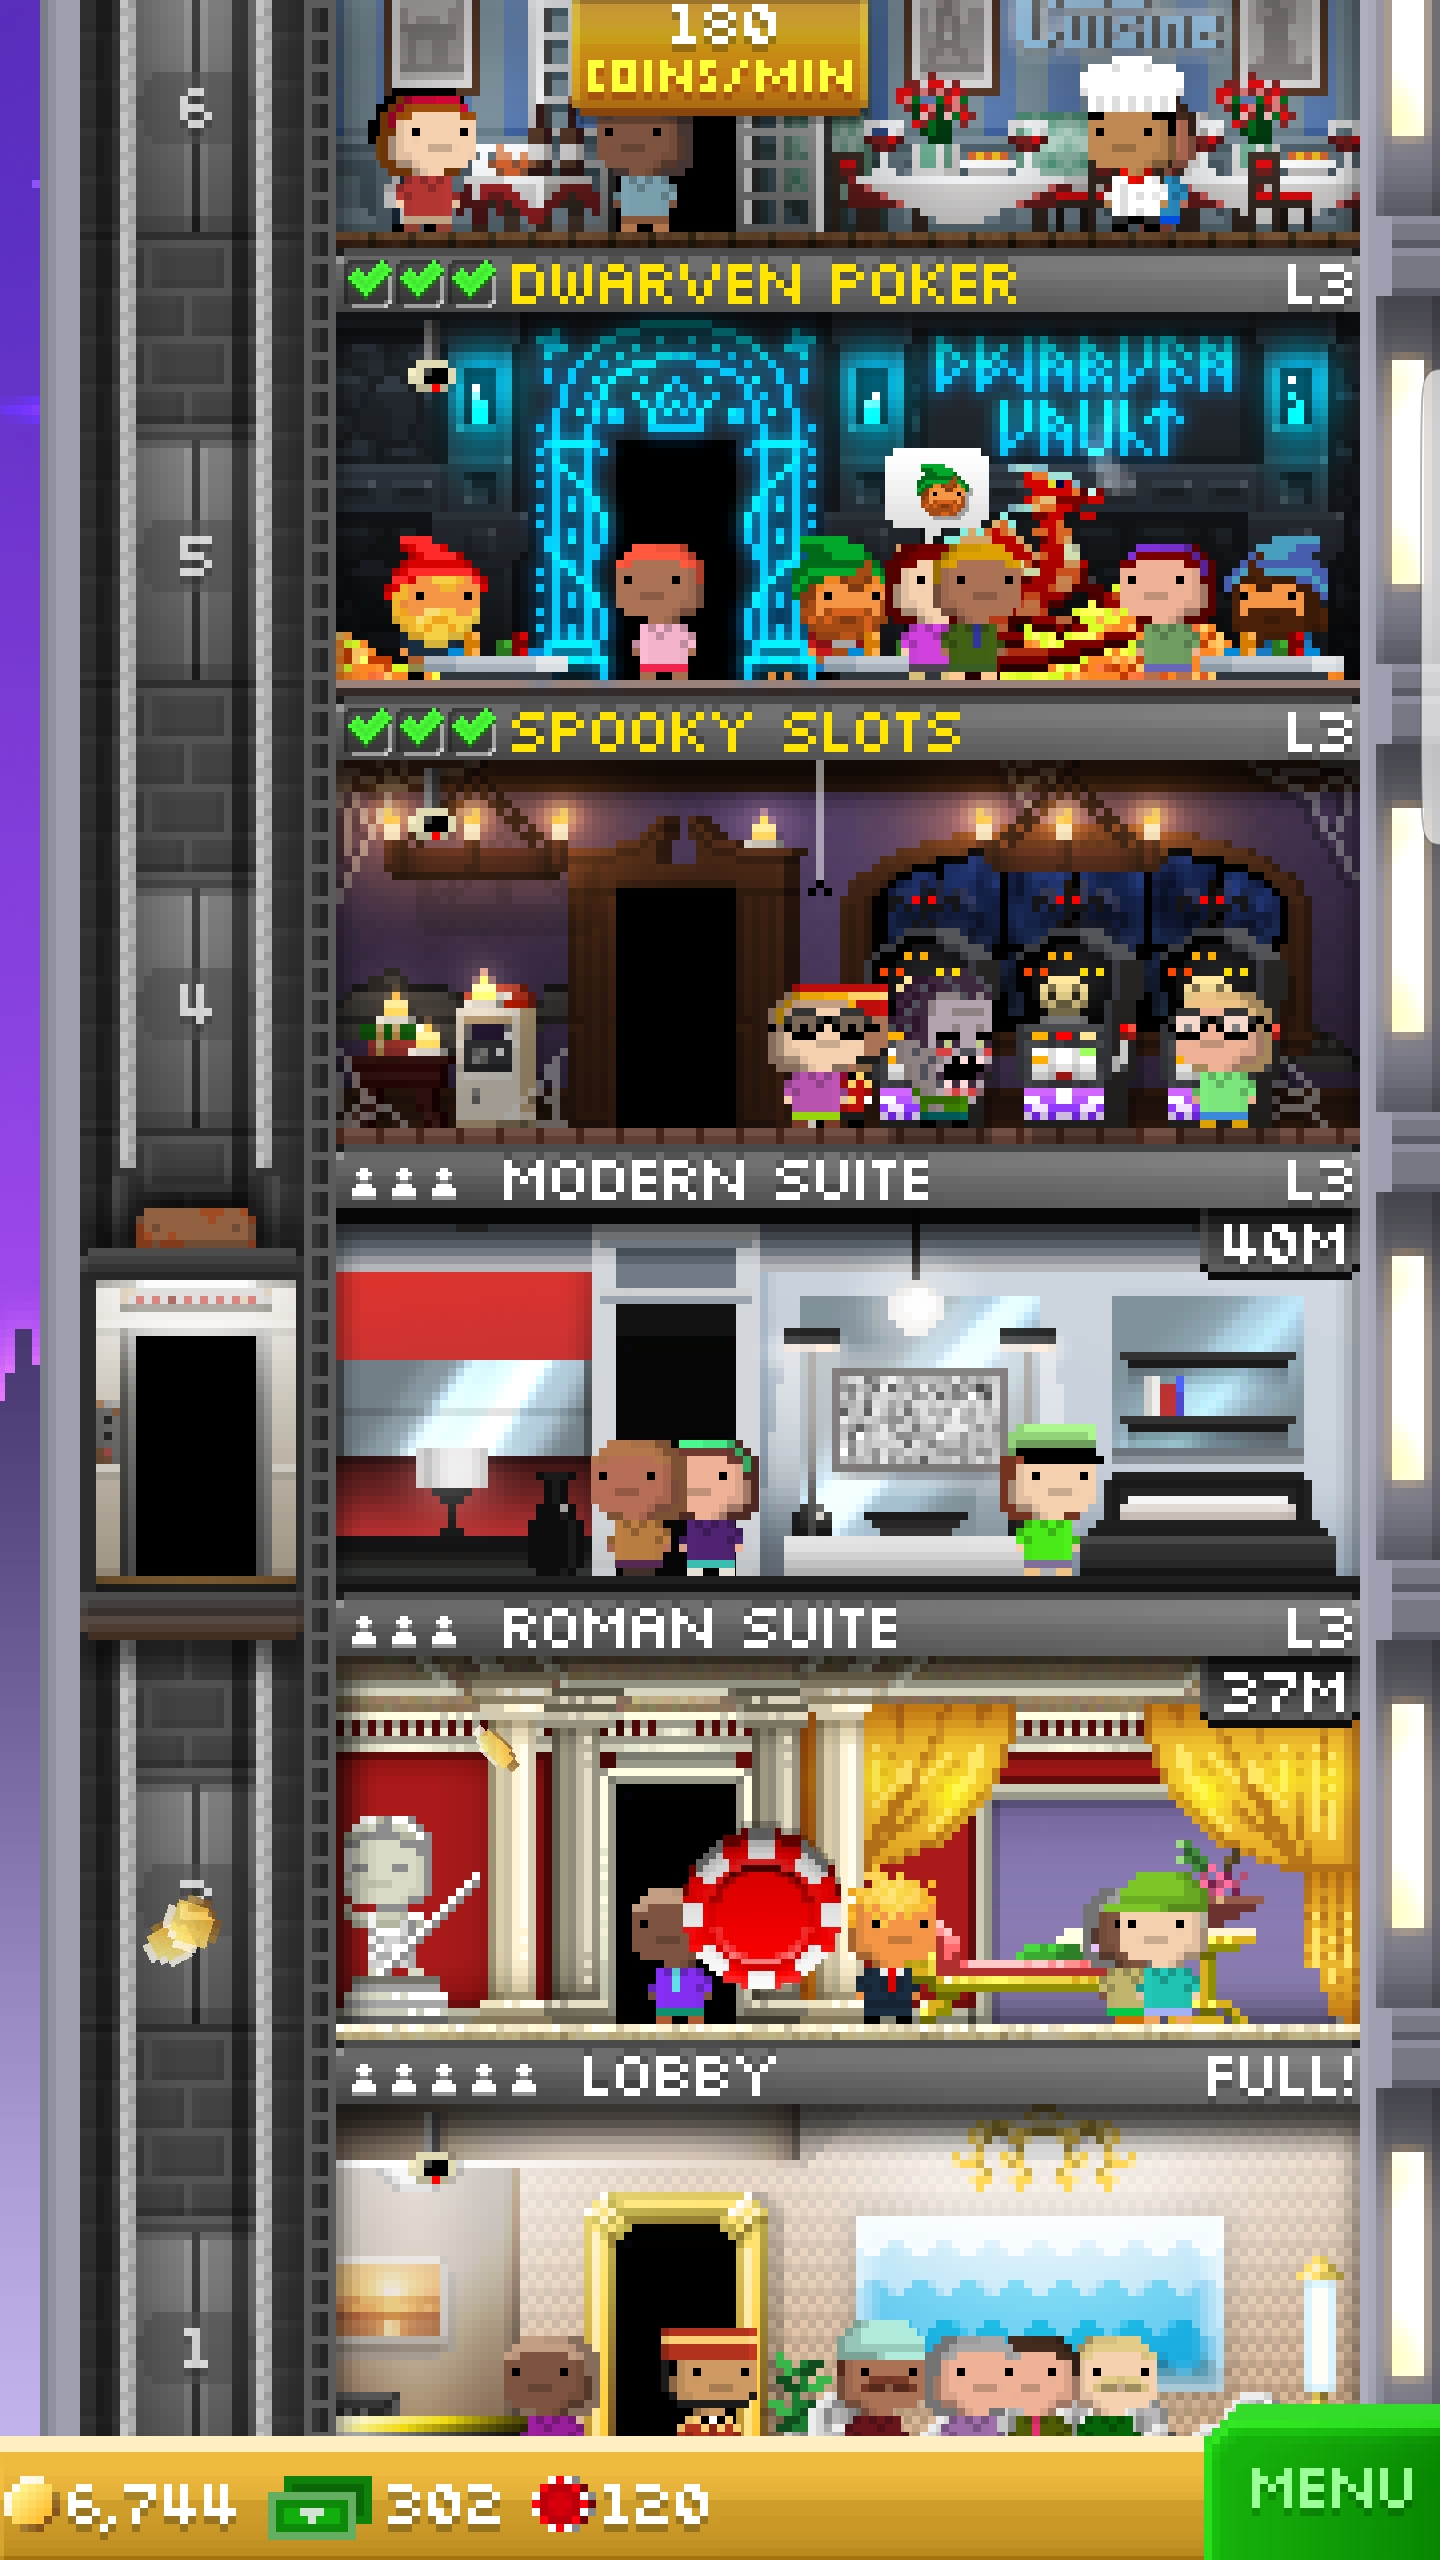 180
Cuisine
COINS/MIN
6
DWARVEN POKER L3
DWARVEN
VAULT
5
SPOOKY SLOTS L3
4
MODERN SUITE L3
40M
ROMAN SUITE L3
37M
LOBBY FULL!
1
6,744 302 120 MENU